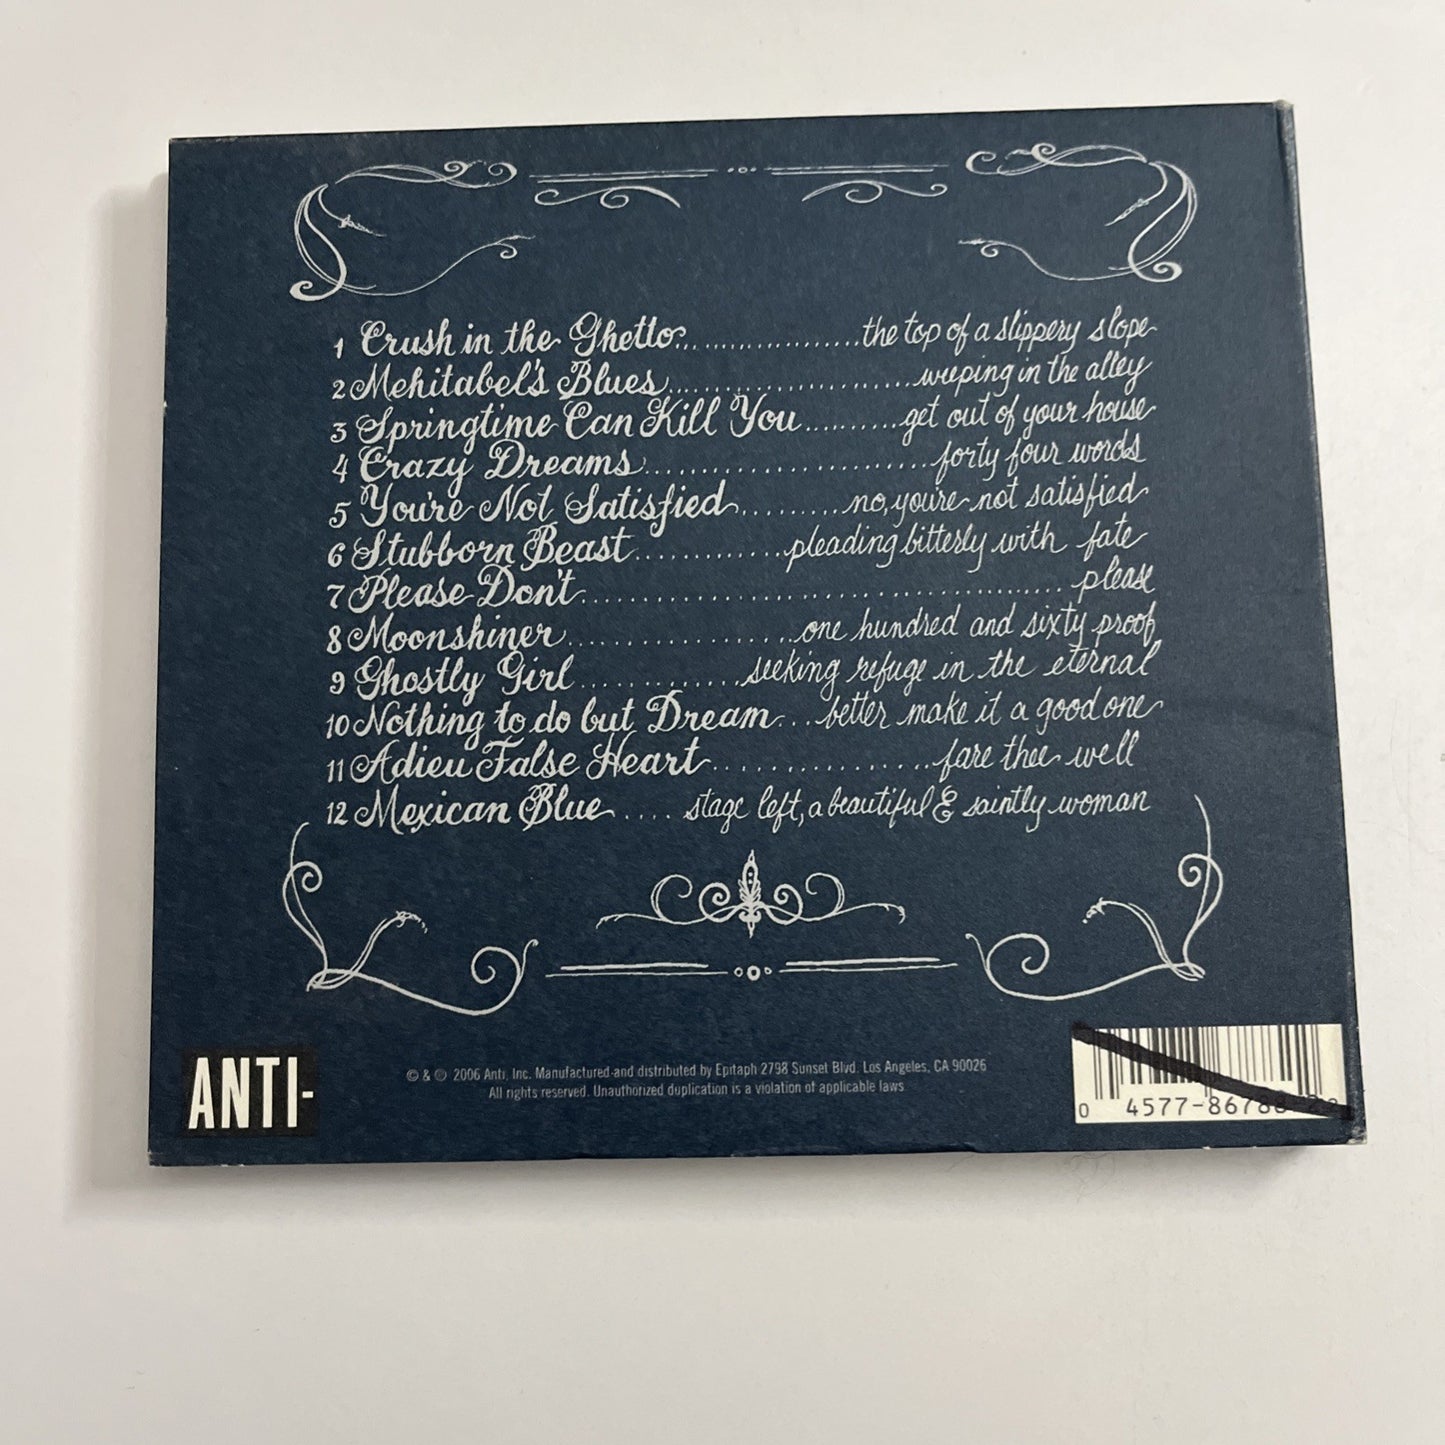 1 Crush in the Ghetto.....................the top of a slippery slope
2 Mehitabel's Blues..........................weeping in the alley
3 Springtime Can Kill You..........get out of your house
4 Crazy Dreams..............................forty four words
5 You're Not Satisfied...........no, you're not satisfied
6 Stubborn Beast..............pleading bitterly with fate
7 Please Don't..............................................please
8 Moonshiner....................one hundred and sixty proof
9 Ghostly Girl..............seeking refuge in the eternal
10 Nothing to do but Dream...better make it a good one
11 Adieu False Heart...................fare thee well
12 Mexican Blue....stage left, a beautiful & saintly woman
ANTI-
© & ℗ 2006 Anti, Inc. Manufactured and distributed by Epitaph 2798 Sunset Blvd. Los Angeles, CA 90026
All rights reserved. Unauthorized duplication is a violation of applicable laws
0 4577-86788-2